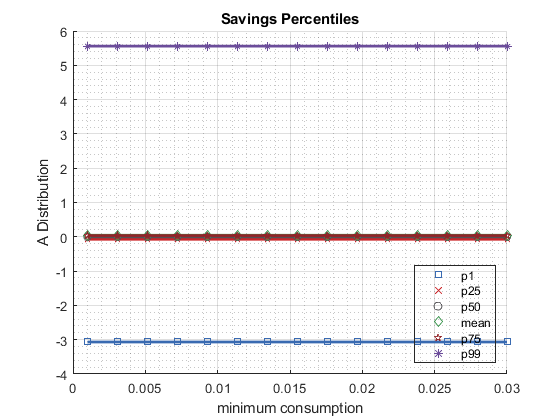 Savings Percentiles
6
5
4
3
2
1
0
-1
-2
-3
-4
A Distribution
p1
p25
p50
mean
p75
p99
0
0.005
0.01
0.015
0.02
0.025
0.03
minimum consumption